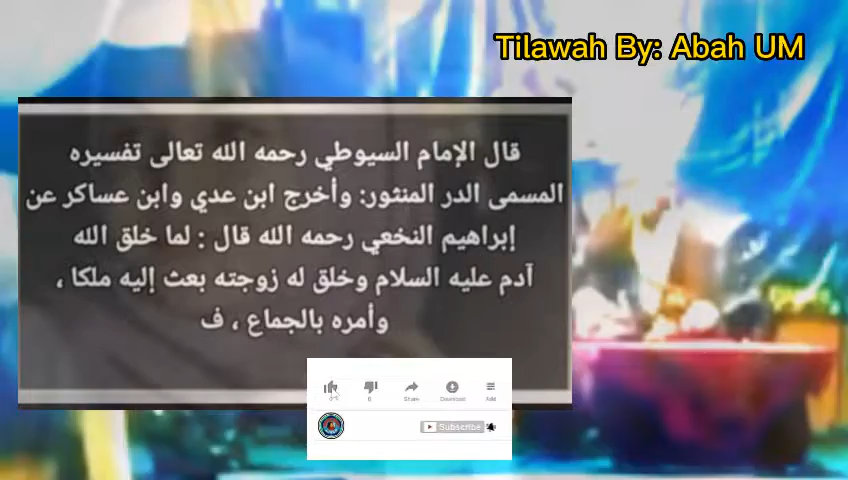 Tilawah By: Abah UM
قال الإمام السيوطي رحمه الله تعالى تفسيره
المسمى الدر المنثور: وأخرج ابن عدي وابن عساكر عن
إبراهيم النخعي رحمه الله قال : لما خلق الله
آدم عليه السلام وخلق له زوجته بعث إليه ملكا ،
وأمره بالجماع ، ف
Share
Download
Subscribe